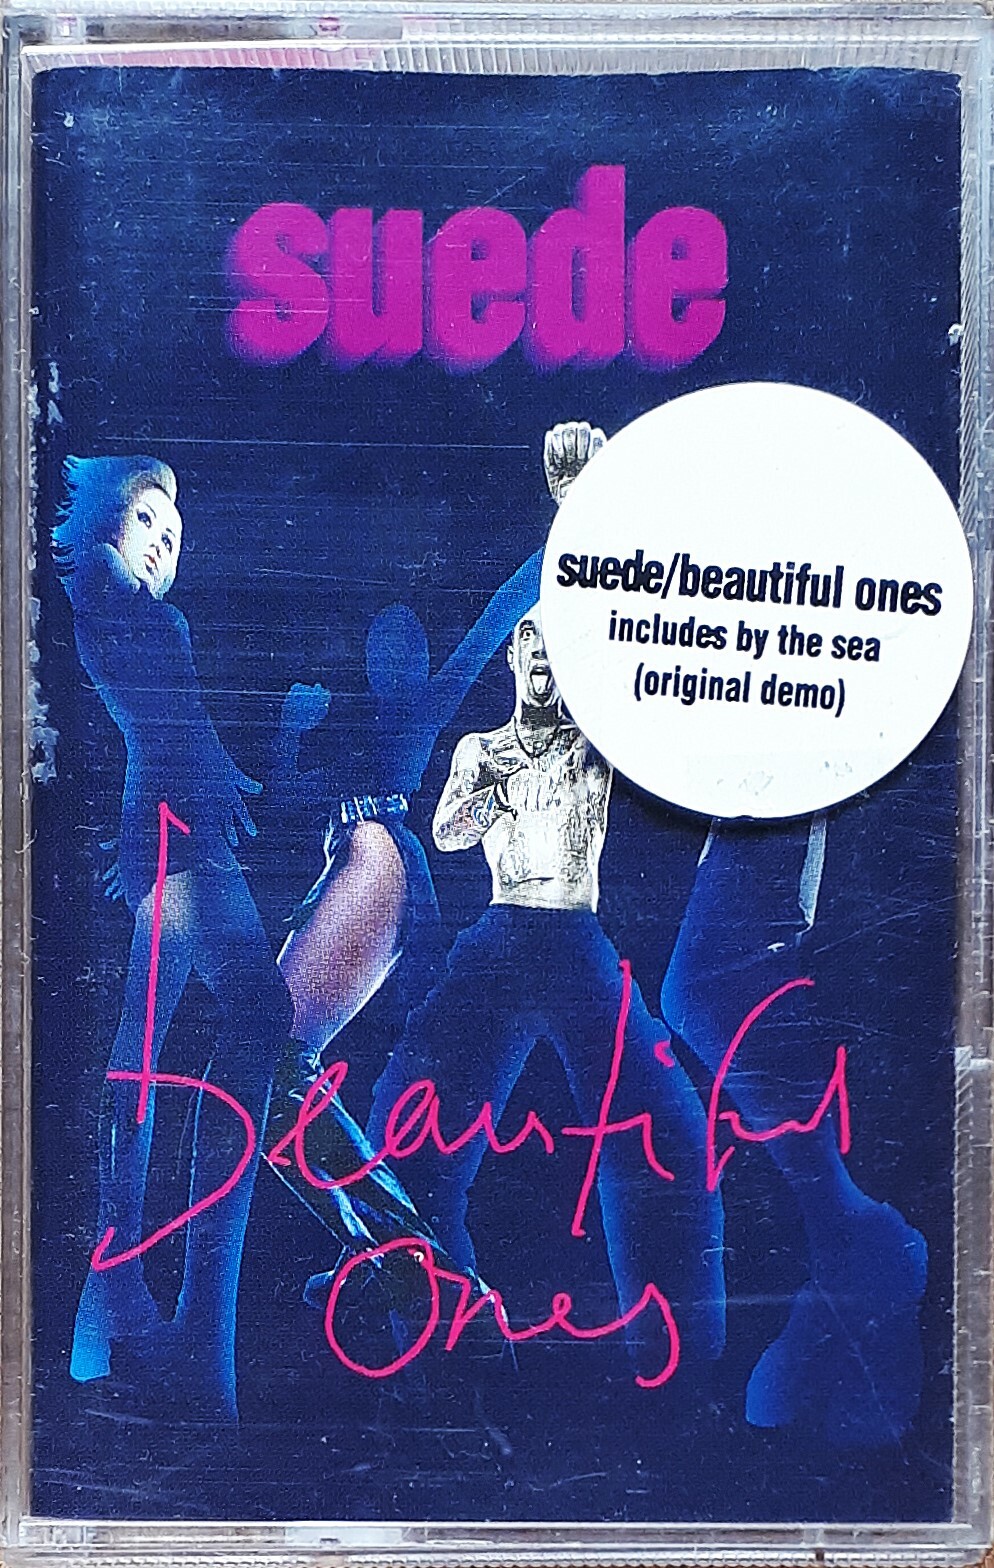 suede
suede/beautiful ones
includes by the sea
(original demo)
beautiful
ones